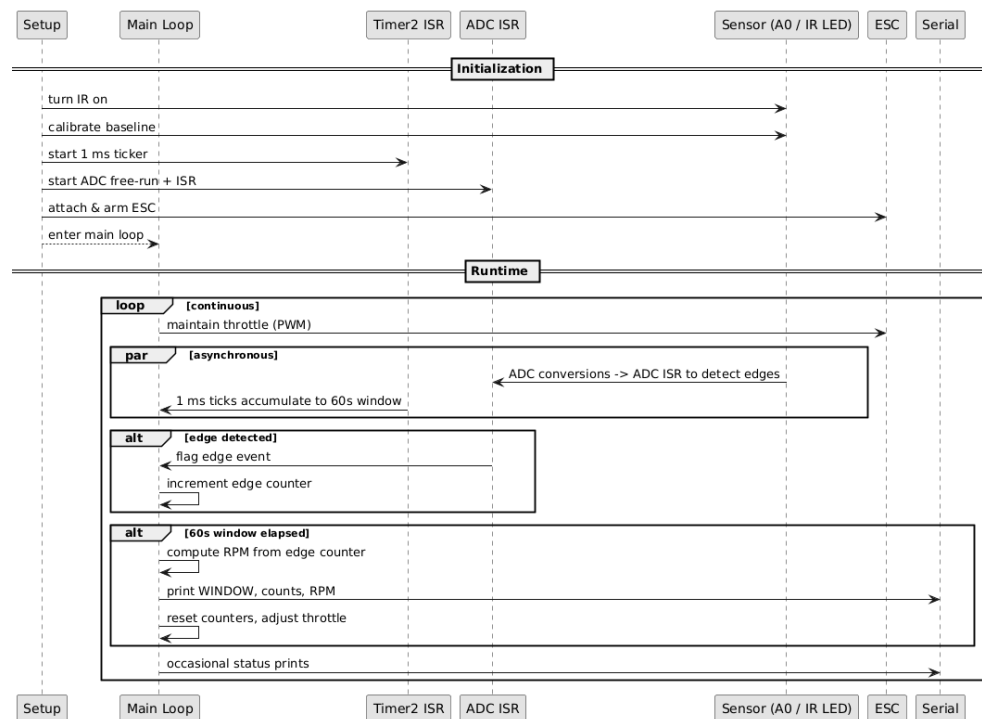 Setup Main Loop Timer2 ISR ADC ISR Sensor (A0 / IR LED) ESC Serial
Initialization
turn IR on
calibrate baseline
start 1 ms ticker
start ADC free-run + ISR
attach & arm ESC
enter main loop
Runtime
loop [continuous]
maintain throttle (PWM)
par [asynchronous]
ADC conversions -> ADC ISR to detect edges
1 ms ticks accumulate to 60s window
alt [edge detected]
flag edge event
increment edge counter
alt [60s window elapsed]
compute RPM from edge counter
print WINDOW, counts, RPM
reset counters, adjust throttle
occasional status prints
Setup Main Loop Timer2 ISR ADC ISR Sensor (A0 / IR LED) ESC Serial